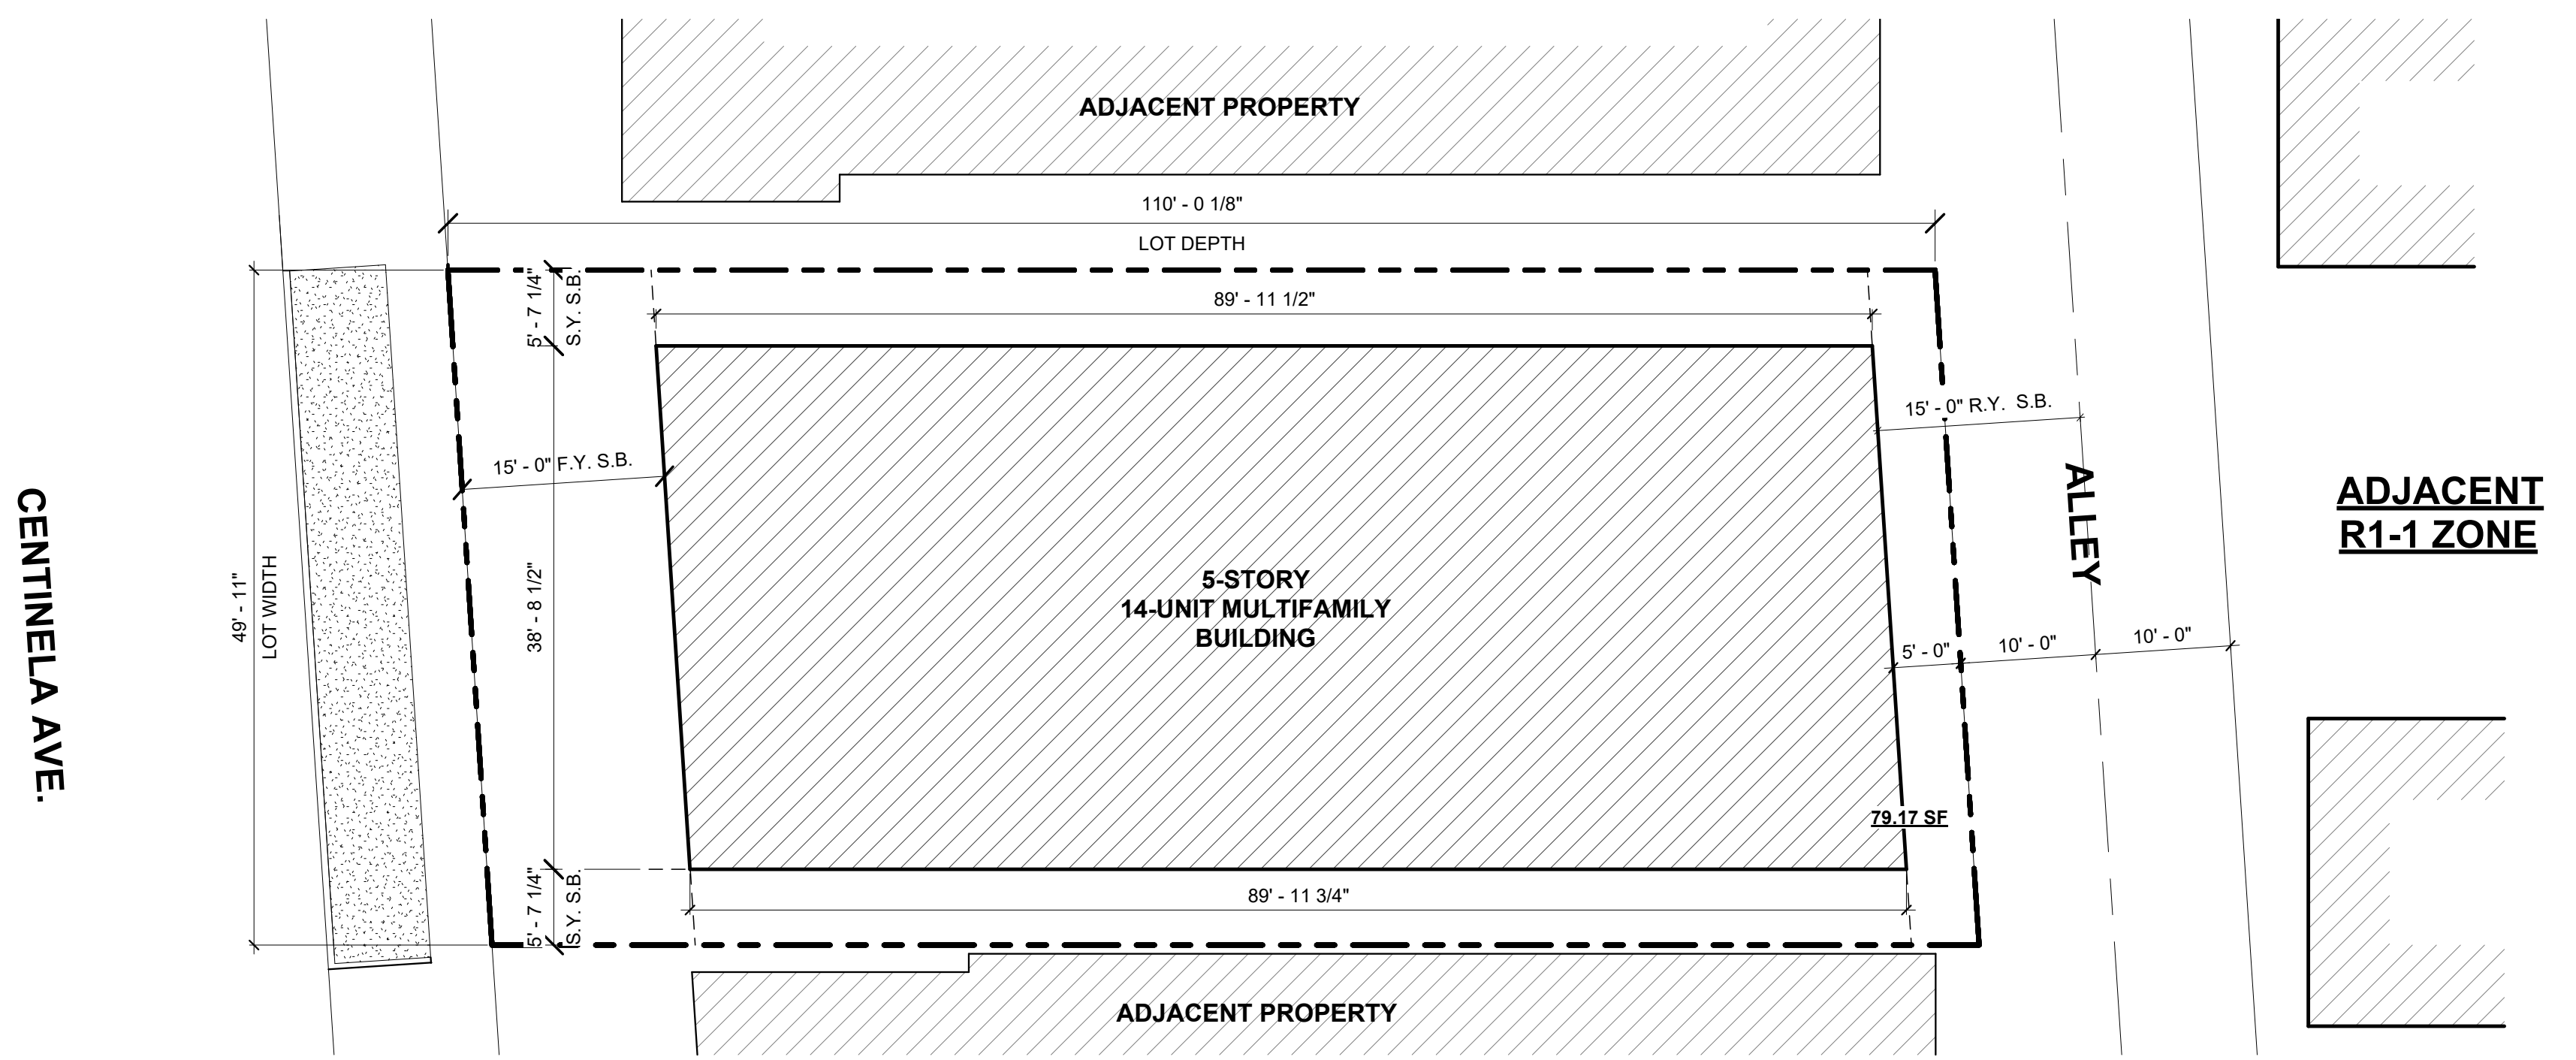 ADJACENT PROPERTY
110' - 0 1/8"
LOT DEPTH
5' - 7 1/4"
S.Y. S.B.
89' - 11 1/2"
15' - 0" R.Y. S.B.
15' - 0" F.Y. S.B.
CENTINELA AVE.
49' - 11"
LOT WIDTH
38' - 8 1/2"
5-STORY
14-UNIT MULTIFAMILY
BUILDING
ALLEY
ADJACENT
R1-1 ZONE
5' - 0"
10' - 0"
10' - 0"
79.17 SF
5' - 7 1/4"
S.Y. S.B.
89' - 11 3/4"
ADJACENT PROPERTY